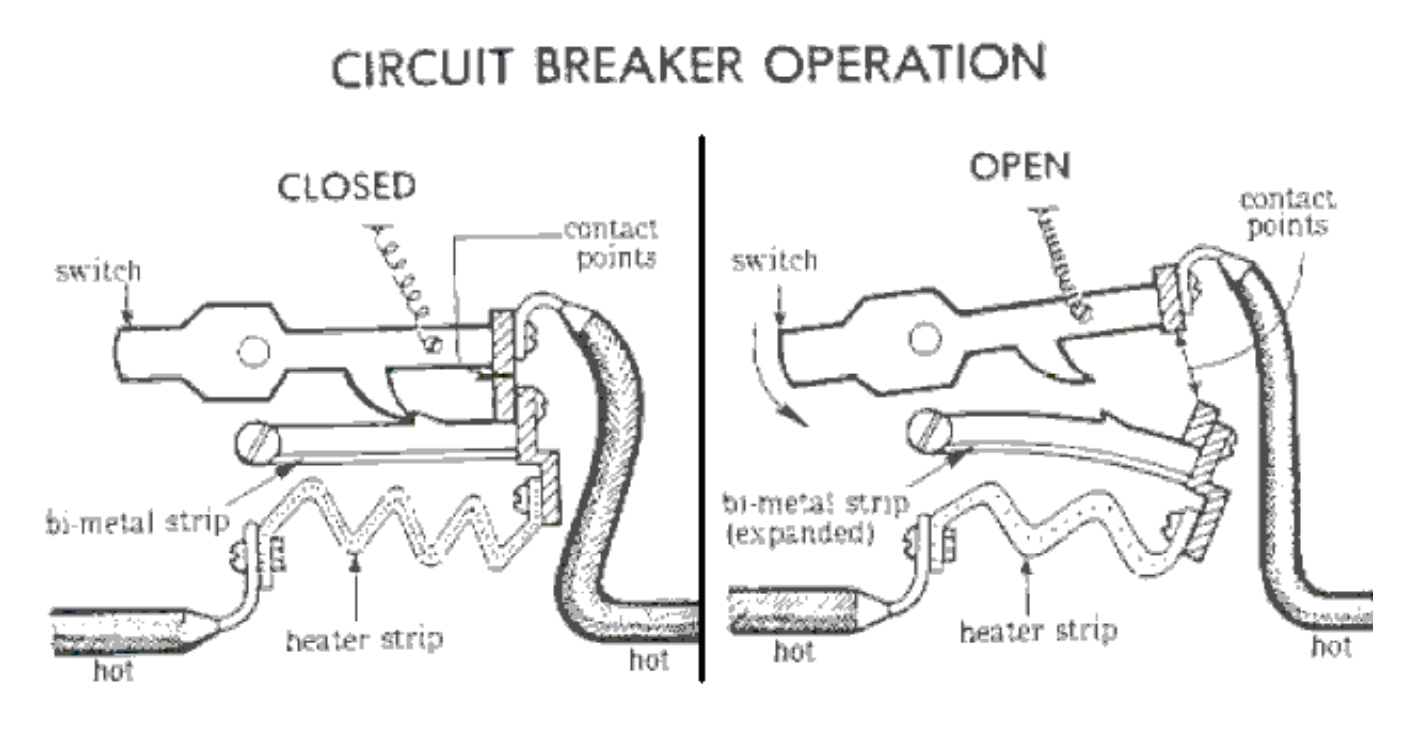 CIRCUIT BREAKER OPERATION
CLOSED
contact
points
switch
bi-metal strip
heater strip
hot
hot
OPEN
contact
points
switch
bi-metal strip
(expanded)
heater strip
hot
hot